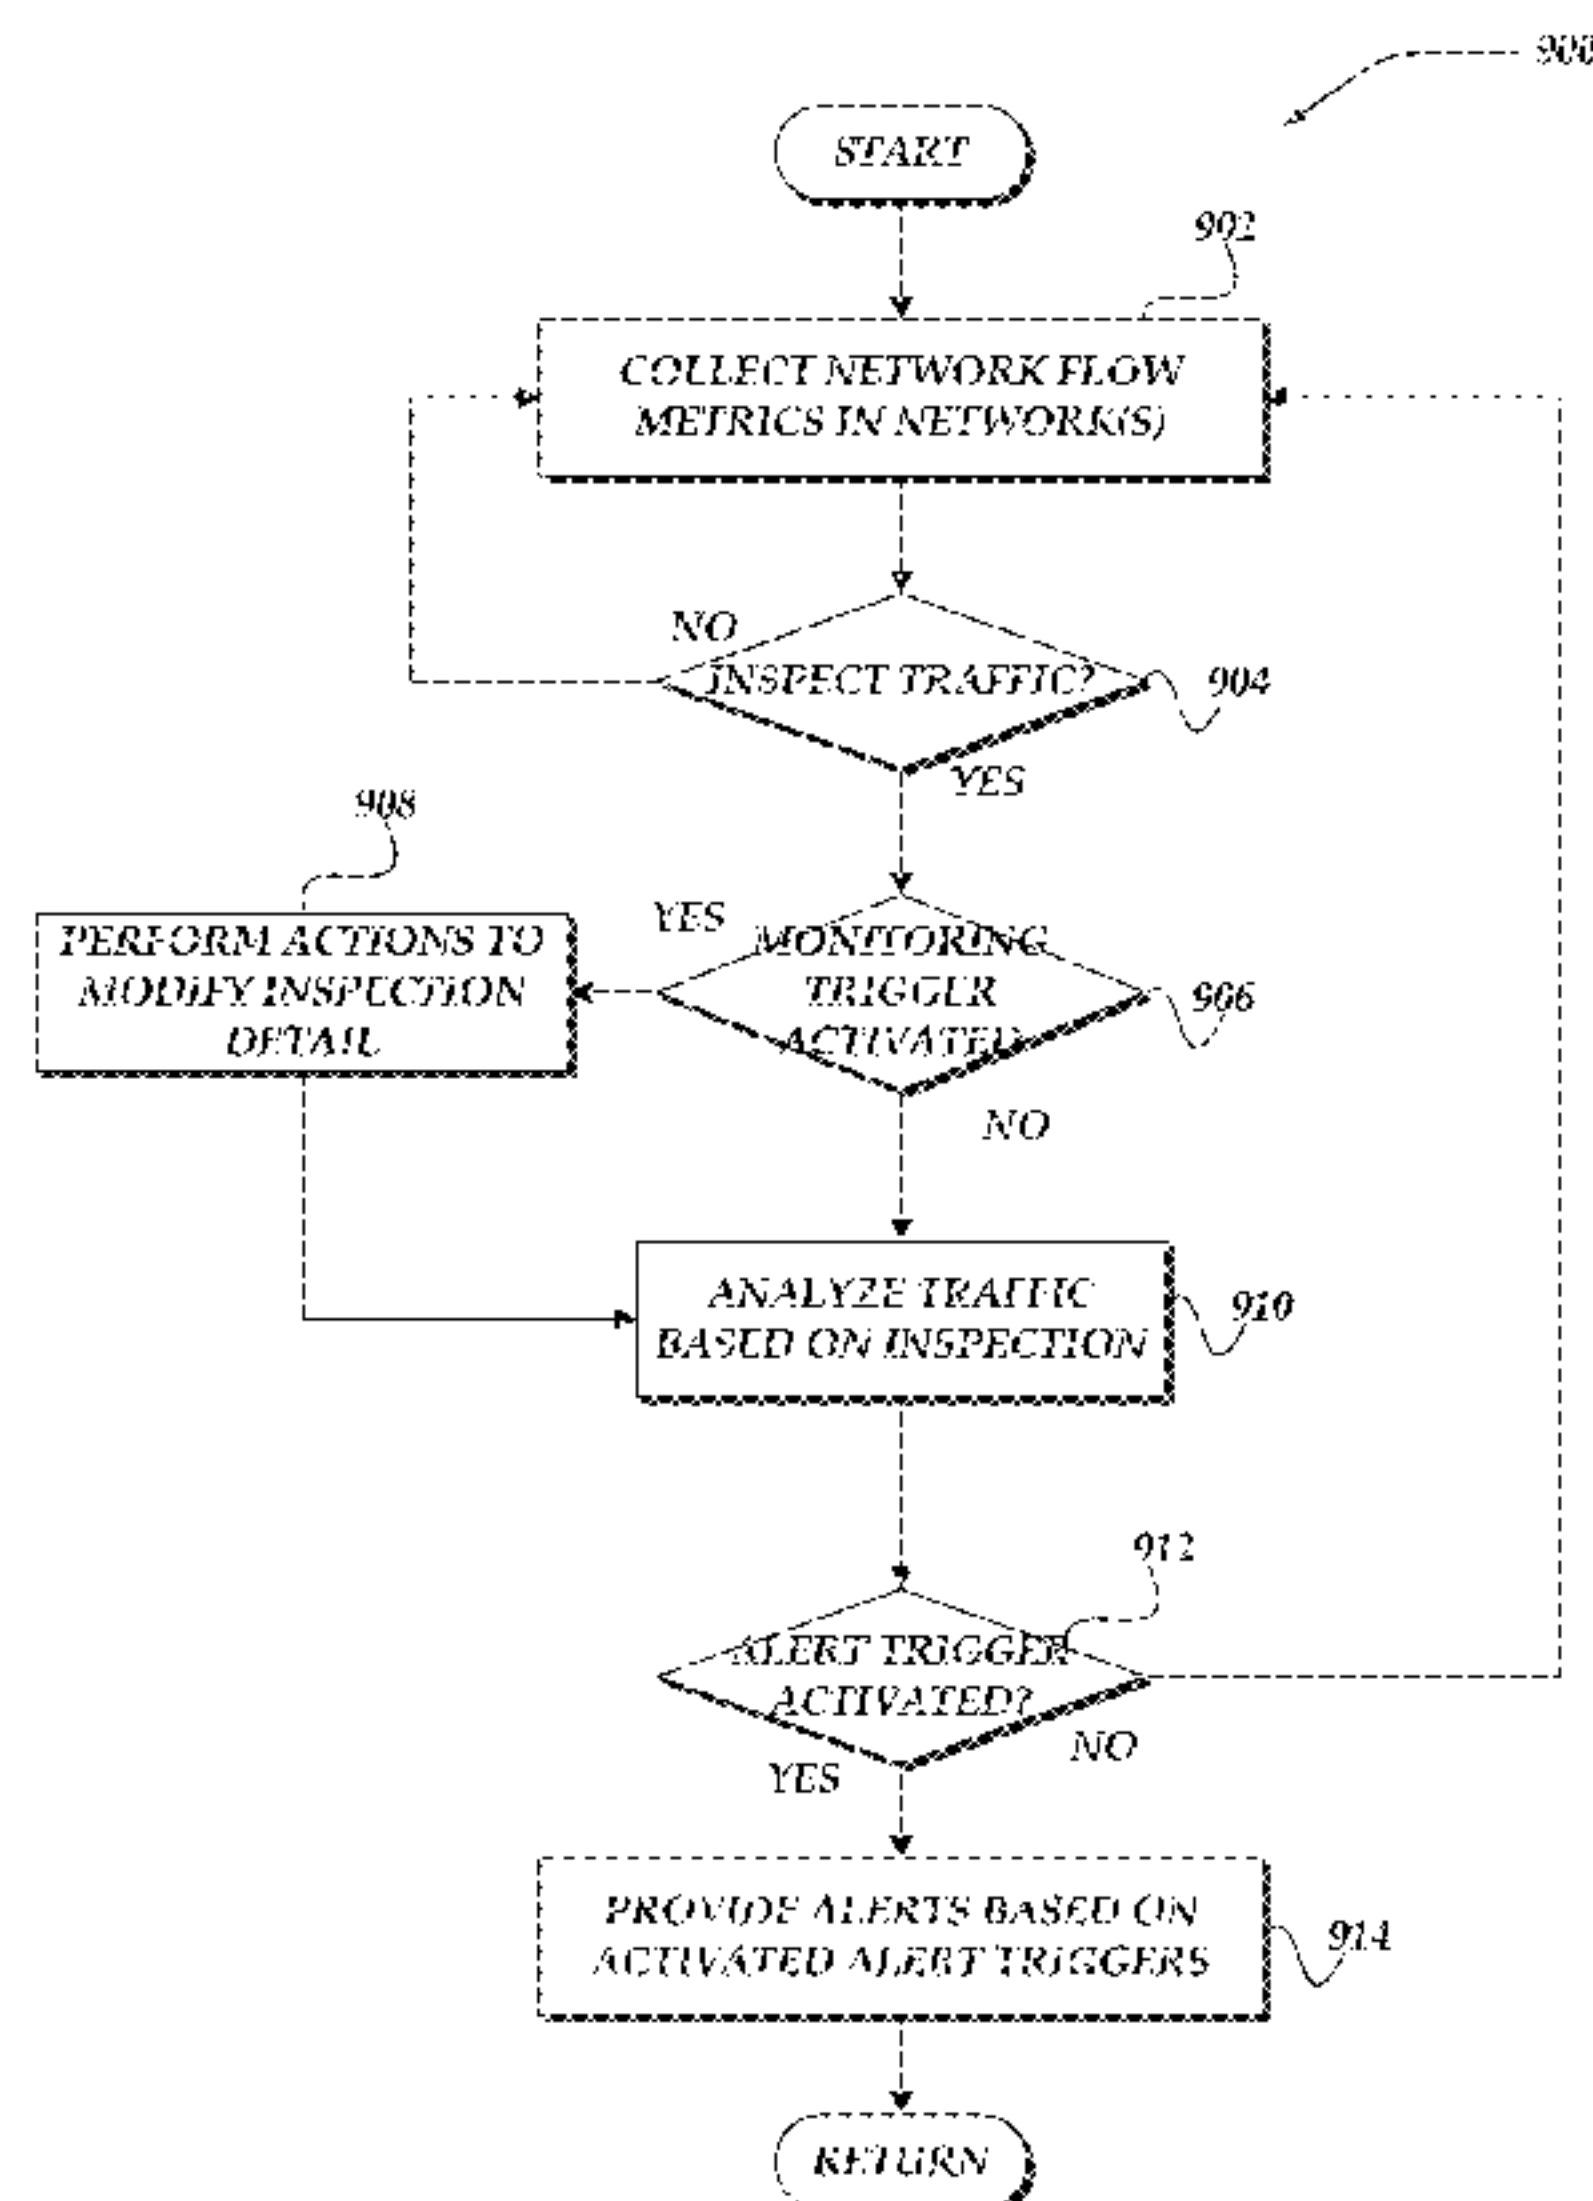 900
START
902
COLLECT NETWORK FLOW
METRICS IN NETWORK(S)
NO
INSPECT TRAFFIC?
904
YES
908
YES
PERFORM ACTIONS TO
MODIFY INSPECTION
DETAIL
MONITORING
TRIGGER
ACTIVATED
906
NO
ANALYZE TRAFFIC
BASED ON INSPECTION
910
912
ALERT TRIGGER
ACTIVATED?
NO
YES
PROVIDE ALERTS BASED ON
ACTIVATED ALERT TRIGGERS
914
RETURN